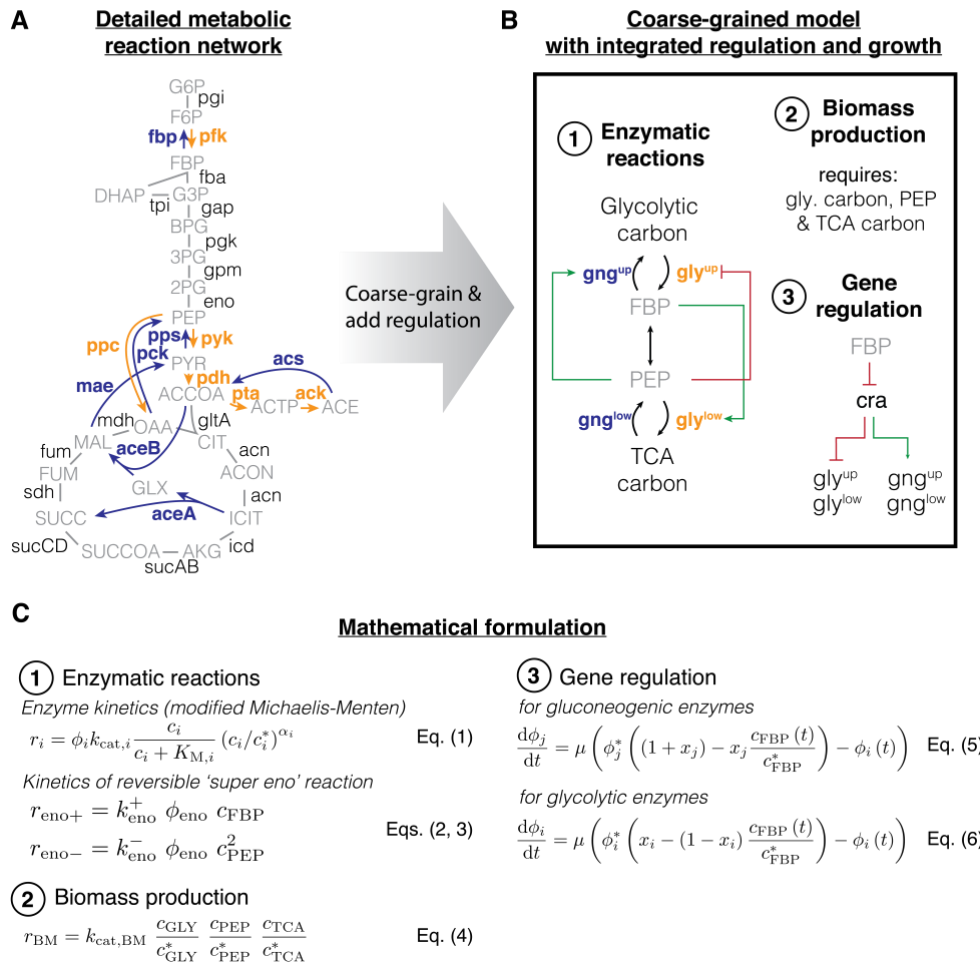 A
Detailed metabolic
reaction network
G6P
pgi
F6P
fbp
pfk
FBP
fba
DHAP
G3P
tpi
gap
BPG
pgk
3PG
gpm
2PG
eno
PEP
ppc
pps
pck
pyk
PYR
mae
pdh
acs
ACCOA
pta
ack
ACTP
ACE
mdh
OAA
gltA
fum
MAL
aceB
CIT
acn
FUM
ACON
sdh
GLX
acn
SUCC
aceA
ICIT
sucCD
SUCCOA
AKG
icd
sucAB
Coarse-grain &
add regulation
B
Coarse-grained model
with integrated regulation and growth
1 Enzymatic
reactions
Glycolytic
carbon
gng^up
gly^up
FBP
PEP
gng^low
gly^low
TCA
carbon
2 Biomass
production
requires:
gly. carbon, PEP
& TCA carbon
3 Gene
regulation
FBP
cra
gly^up gng^up
gly^low gng^low
C
Mathematical formulation
1 Enzymatic reactions
Enzyme kinetics (modified Michaelis-Menten)
r_i = φ_i k_cat,i c_i / (c_i + K_M,i) (c_i/c_i^*)^α_i Eq. (1)
Kinetics of reversible ‘super eno’ reaction
r_eno+ = k_eno^+ φ_eno c_FBP
Eqs. (2, 3)
r_eno− = k_eno^− φ_eno c_PEP^2
2 Biomass production
r_BM = k_cat,BM c_GLY/c_GLY^* c_PEP/c_PEP^* c_TCA/c_TCA^* Eq. (4)
3 Gene regulation
for gluconeogenic enzymes
dφ_j/dt = μ (φ_j^* ((1 + x_j) − x_j c_FBP (t)/c_FBP^*) − φ_i (t)) Eq. (5)
for glycolytic enzymes
dφ_i/dt = μ (φ_i^* (x_i − (1 − x_i) c_FBP (t)/c_FBP^*) − φ_i (t)) Eq. (6)